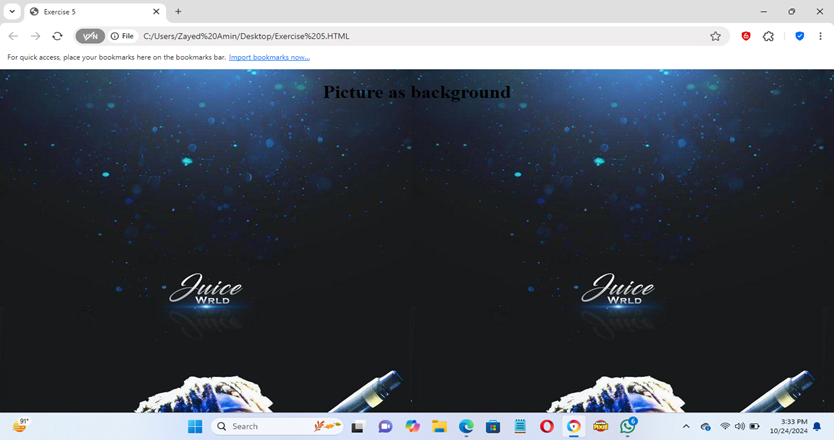 Exercise 5
VPN
File
C:/Users/Zayed%20Amin/Desktop/Exercise%205.HTML
For quick access, place your bookmarks here on the bookmarks bar. Import bookmarks now...
Picture as background
Juice Juice
WRLD WRLD
91°
Search
6
3:33 PM
10/24/2024